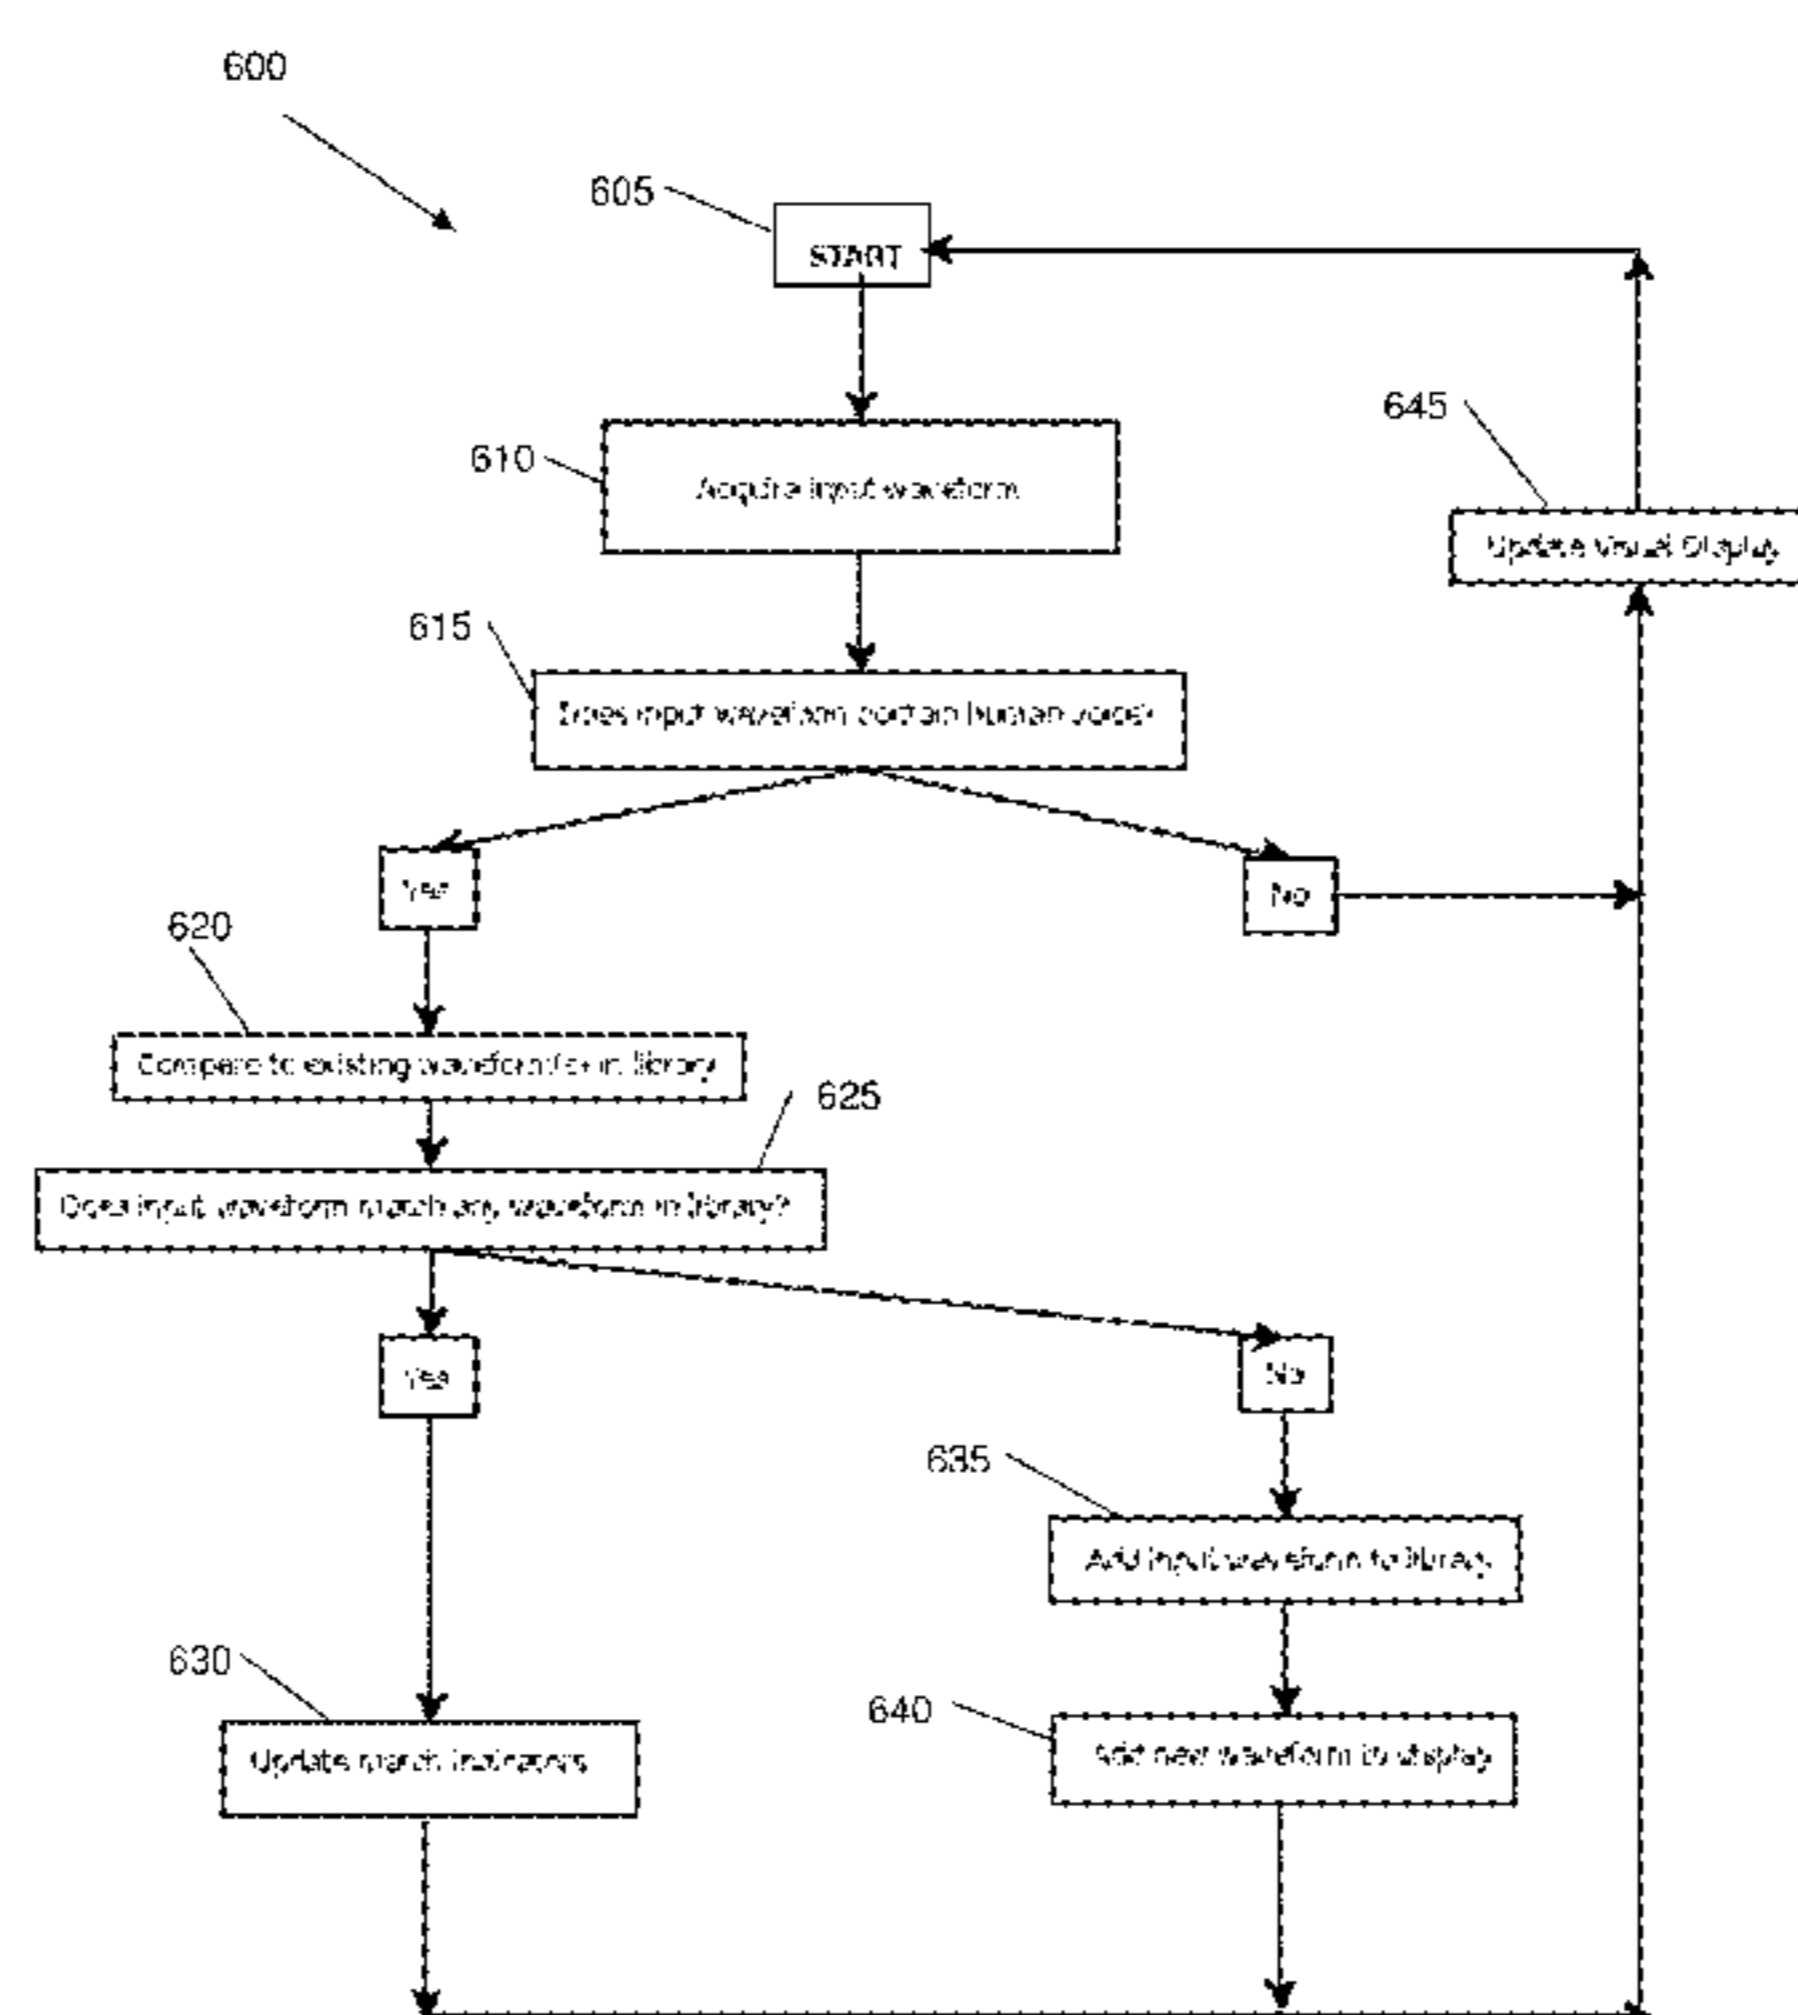 600
605
START
610
Acquire input waveform
645
Update Visual Display
615
Does input waveform contain human voice?
Yes
No
620
Compare to existing waveform(s) in library
625
Does input waveform match any waveform in library?
Yes
No
635
Add input waveform to library
630
640
Update match indicators
Add new waveform to display